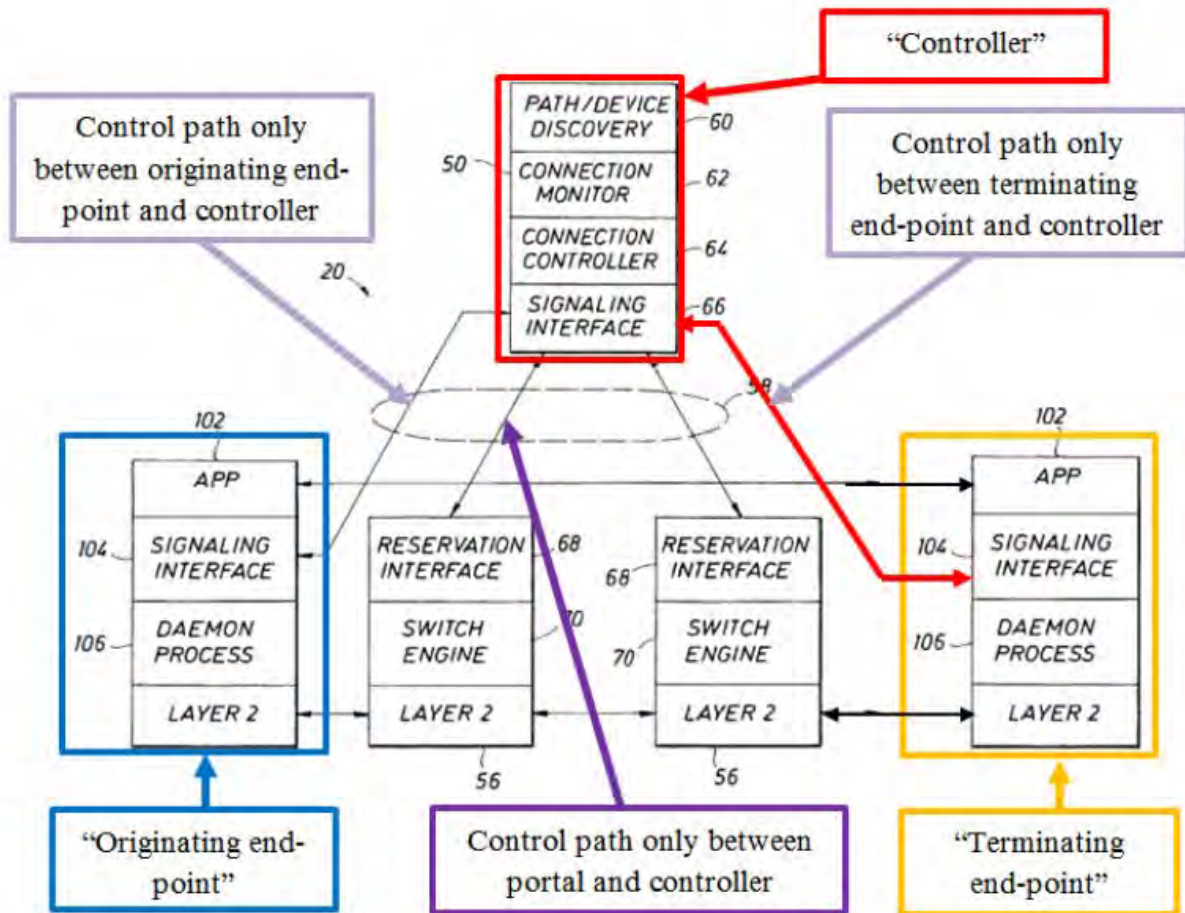 “Controller”
Control path only
between originating end-
point and controller
PATH/DEVICE
DISCOVERY
60
50
CONNECTION
MONITOR
62
CONNECTION
CONTROLLER
64
SIGNALING
INTERFACE
66
Control path only
between terminating
end-point and controller
20
58
102
APP
104
SIGNALING
INTERFACE
106
DAEMON
PROCESS
LAYER 2
RESERVATION
INTERFACE
68
SWITCH
ENGINE
70
LAYER 2
56
RESERVATION
INTERFACE
68
SWITCH
ENGINE
70
LAYER 2
56
102
APP
104
SIGNALING
INTERFACE
106
DAEMON
PROCESS
LAYER 2
“Originating end-
point”
Control path only between
portal and controller
“Terminating
end-point”